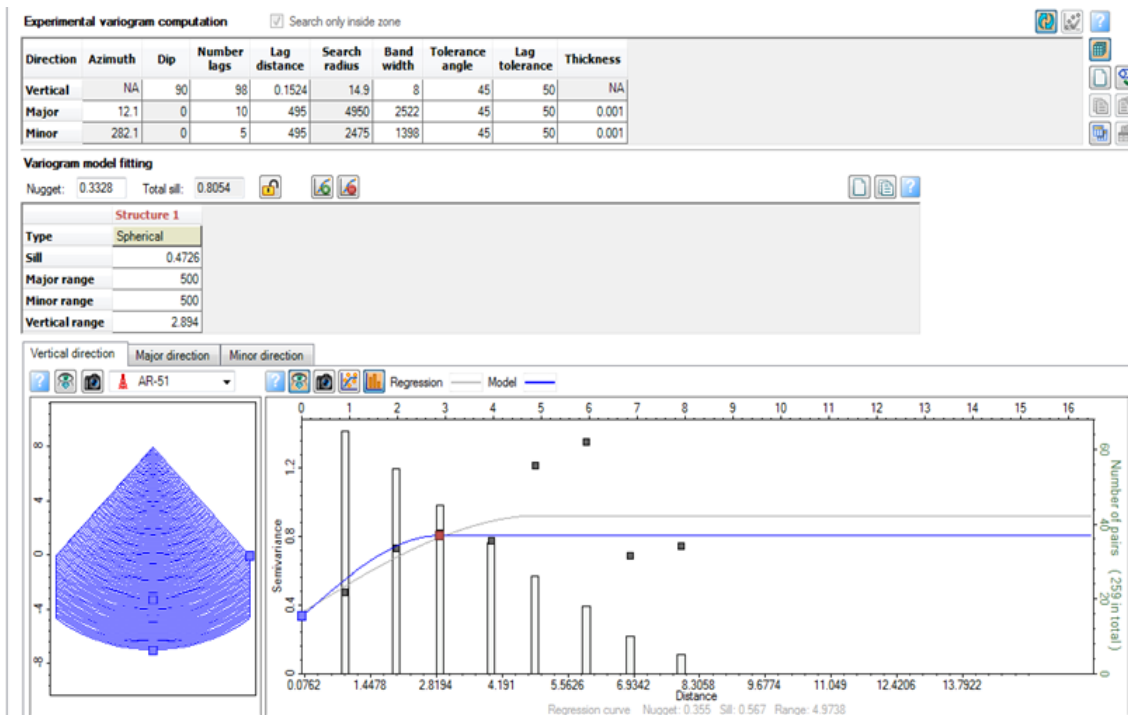 Experimental variogram computation Search only inside zone
Direction Azimuth Dip Number lags Lag distance Search radius Band width Tolerance angle Lag tolerance Thickness
Vertical NA 90 98 0.1524 14.9 8 45 50 NA
Major 12.1 0 10 495 4950 2522 45 50 0.001
Minor 282.1 0 5 495 2475 1398 45 50 0.001
Variogram model fitting
Nugget: 0.3328 Total sill: 0.8054
Structure 1
Type Spherical
Sill 0.4726
Major range 500
Minor range 500
Vertical range 2.894
Vertical direction Major direction Minor direction
AR-51 Regression Model
0 1 2 3 4 5 6 7 8 9 10 11 12 13 14 15 16
8
4
0
-4
-8
Semivariance
1.2
0.8
0.4
0
60
40
20
0
Number of pairs (259 in total)
0.0762 1.4478 2.8194 4.191 5.5626 6.9342 8.3058 9.6774 11.049 12.4206 13.7922
Distance
Regression curve Nugget: 0.355 Sill: 0.567 Range: 4.9738